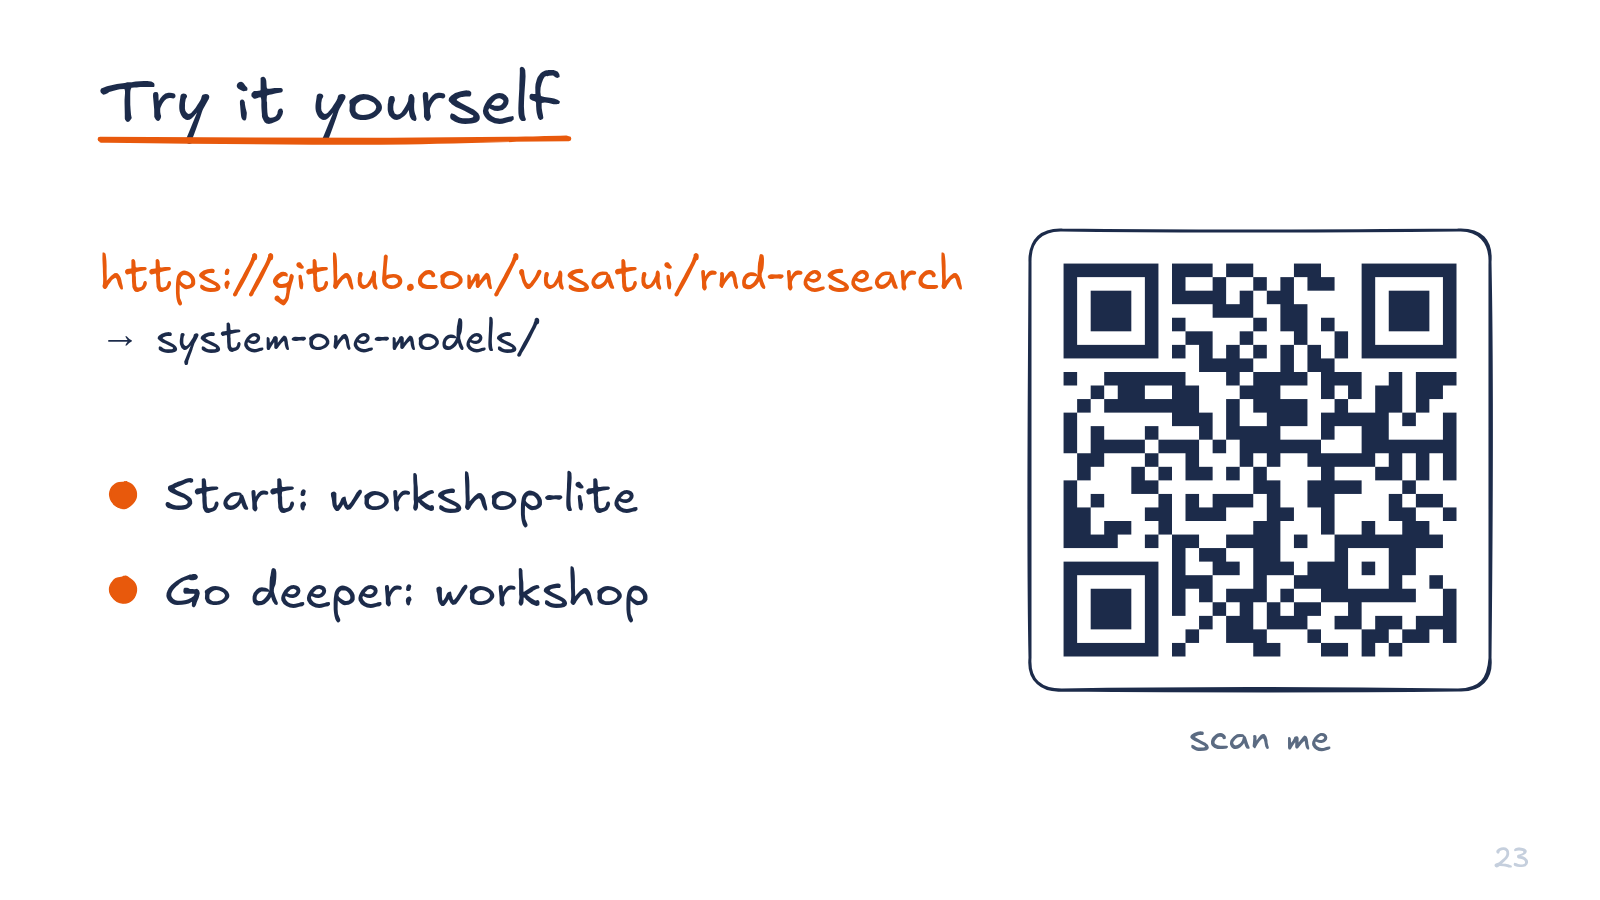 Try it yourself
https://github.com/vusatui/rnd-research
→ system-one-models/
● Start: workshop-lite
● Go deeper: workshop
scan me
23